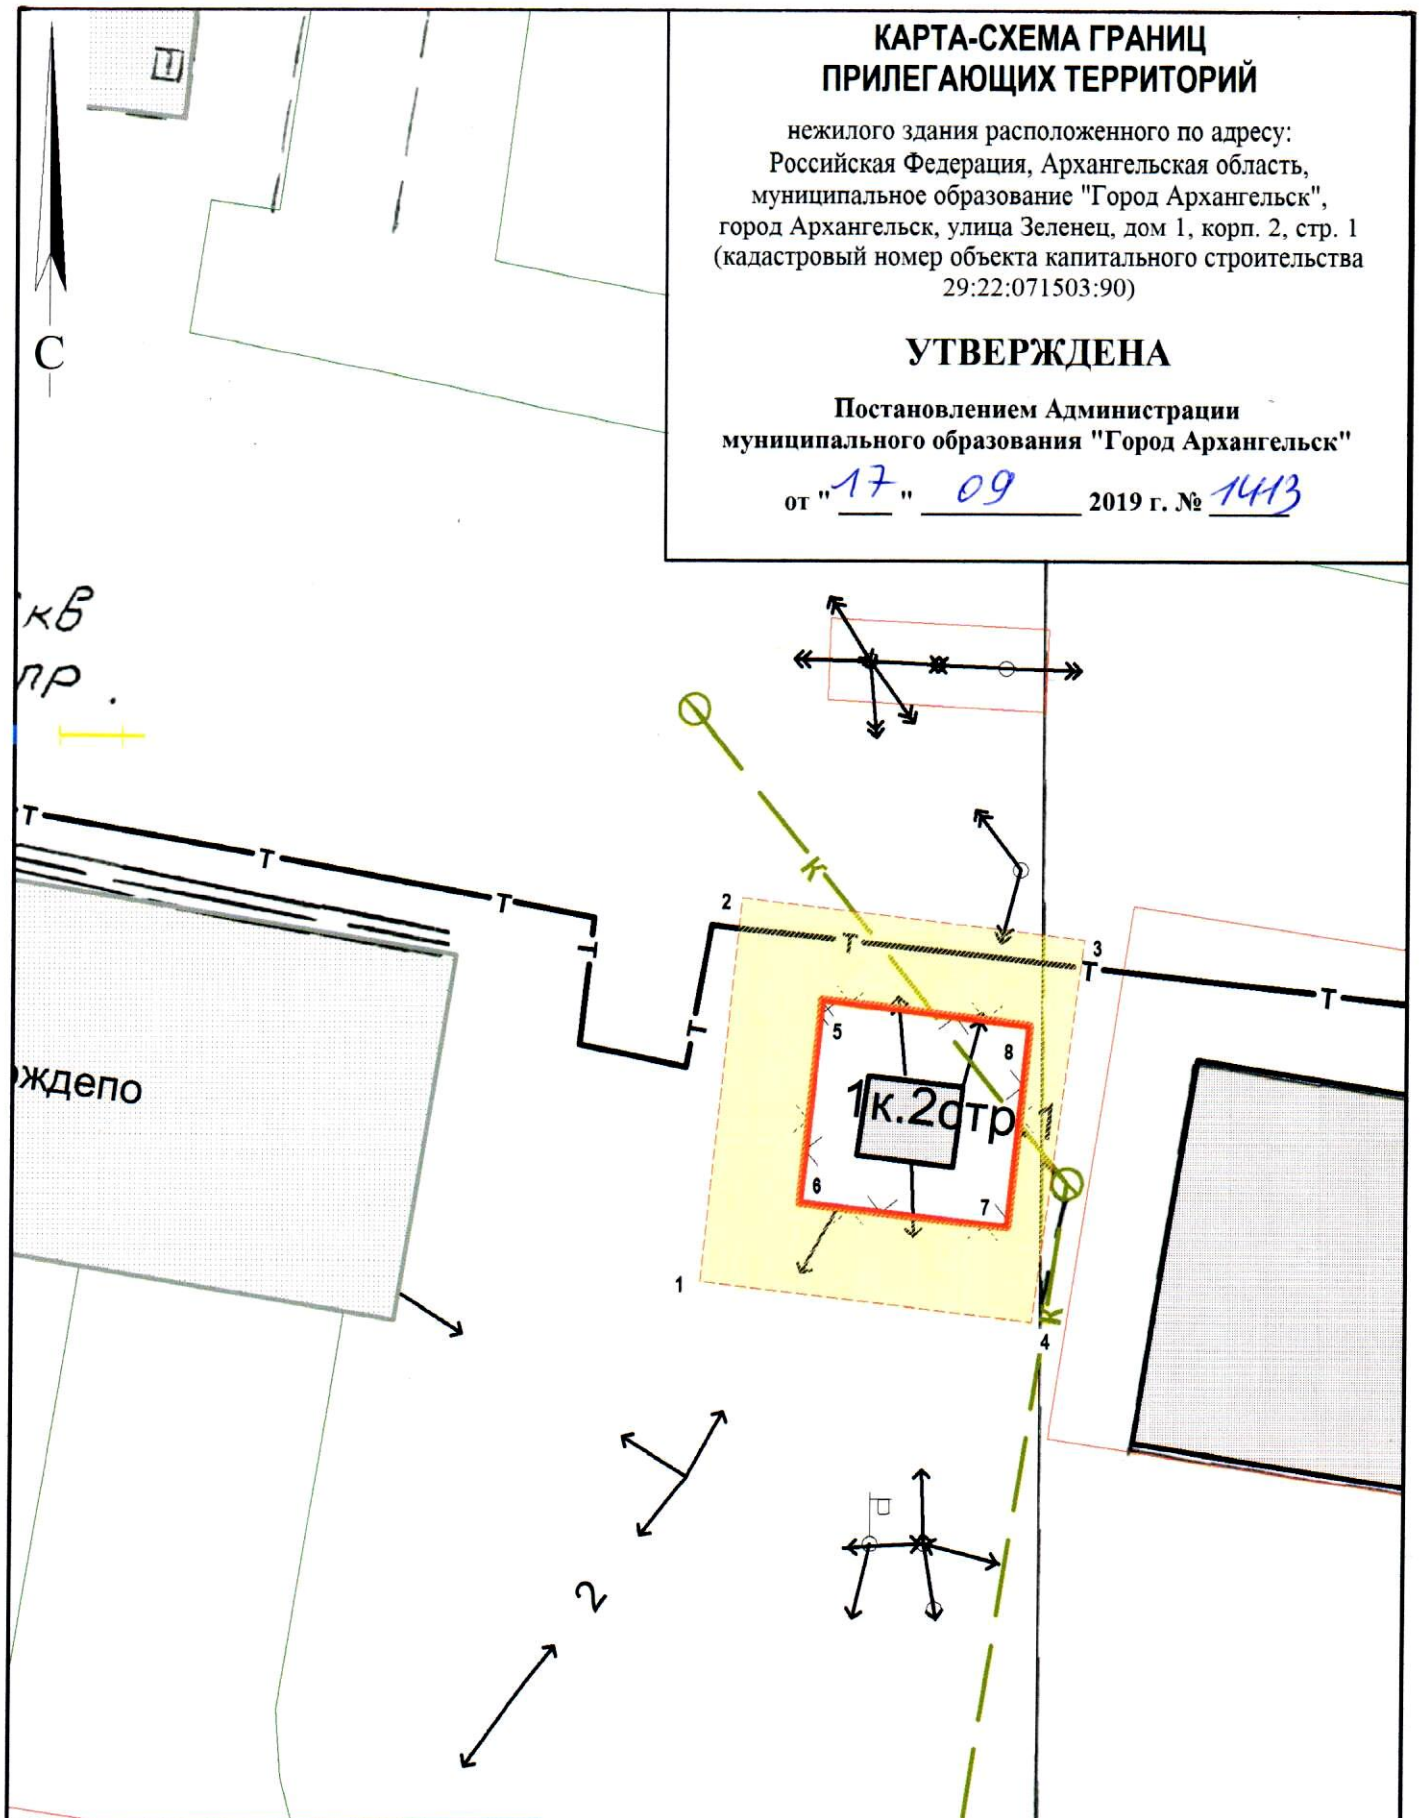 КАРТА-СХЕМА ГРАНИЦ
ПРИЛЕГАЮЩИХ ТЕРРИТОРИЙ
нежилого здания расположенного по адресу:
Российская Федерация, Архангельская область,
муниципальное образование "Город Архангельск",
город Архангельск, улица Зеленец, дом 1, корп. 2, стр. 1
(кадастровый номер объекта капитального строительства
29:22:071503:90)
УТВЕРЖДЕНА
Постановлением Администрации
муниципального образования "Город Архангельск"
от "17" 09 2019 г. № 1413
С
кв
пр.
К
Т
Т
Т
Т
Т
Т
Т
Т
2
3
5
8
ождепо
1к.2стр
1
6
7
1
К
4
2